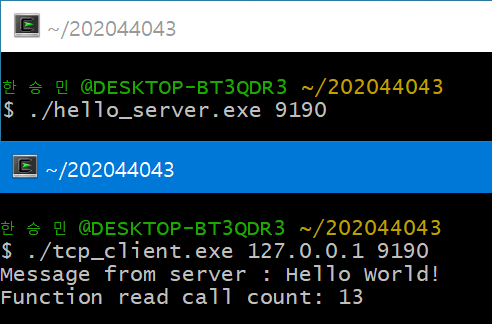 ~/202044043
한 승 민 @DESKTOP-BT3QDR3 ~/202044043
$ ./hello_server.exe 9190
~/202044043
한 승 민 @DESKTOP-BT3QDR3 ~/202044043
$ ./tcp_client.exe 127.0.0.1 9190
Message from server : Hello World!
Function read call count: 13